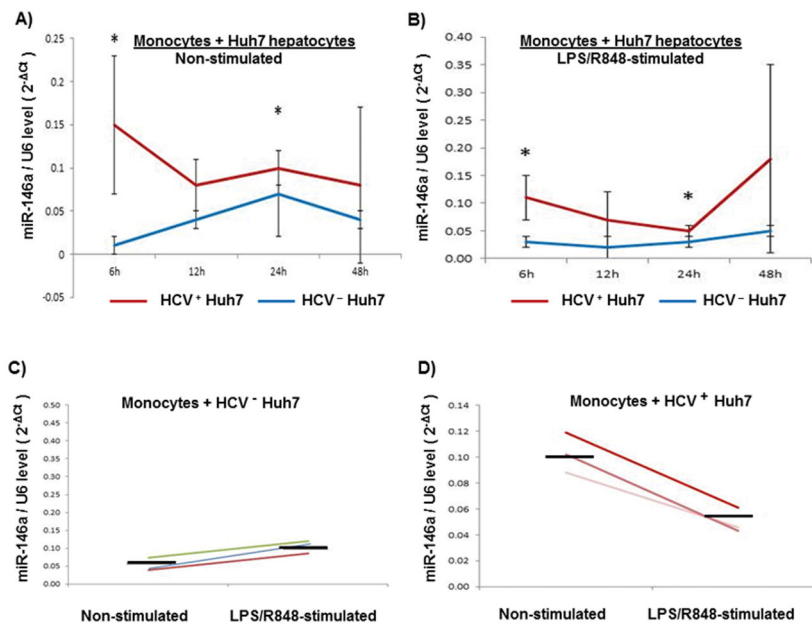 A)
Monocytes + Huh7 hepatocytes
Non-stimulated
miR-146a / U6 level ( 2-ΔCt )
0.25
0.2
0.15
0.1
0.05
0
-0.05
*
*
6h 12h 24h 48h
HCV + Huh7 HCV – Huh7
B)
Monocytes + Huh7 hepatocytes
LPS/R848-stimulated
miR-146a / U6 level ( 2-ΔCt )
0.40
0.35
0.30
0.25
0.20
0.15
0.10
0.05
0.00
*
*
6h 12h 24h 48h
HCV + Huh7 HCV – Huh7
C)
Monocytes + HCV - Huh7
miR-146a / U6 level ( 2-ΔCt )
0.50
0.45
0.40
0.35
0.30
0.25
0.20
0.15
0.10
0.05
0.00
Non-stimulated LPS/R848-stimulated
D)
Monocytes + HCV + Huh7
miR-146a / U6 level ( 2-ΔCt )
0.14
0.12
0.10
0.08
0.06
0.04
0.02
0.00
Non-stimulated LPS/R848-stimulated